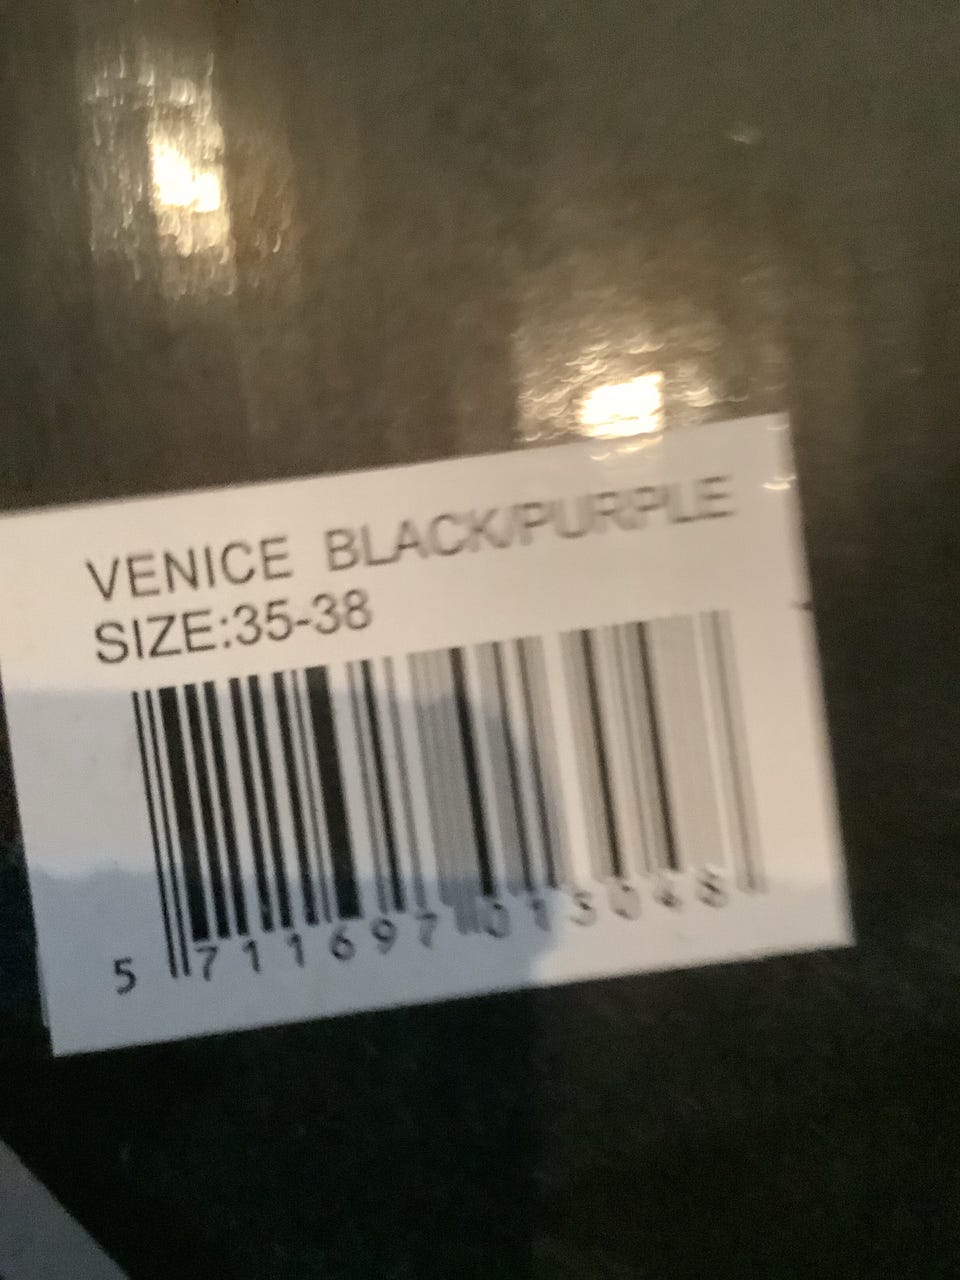 VENICE BLACK/PURPLE
SIZE:35-38
5 711697 013048